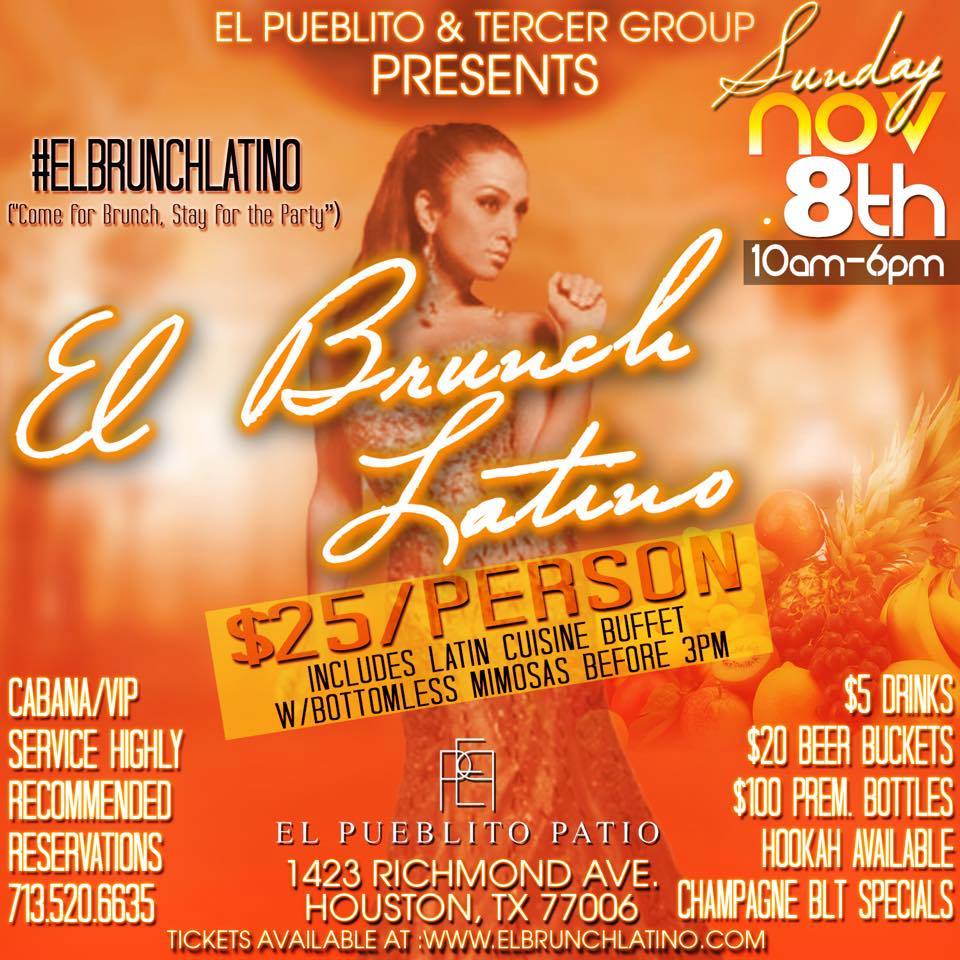 EL PUEBLITO & TERCER GROUP
PRESENTS
Sunday
nov
8th
10am-6pm
#ELBRUNCHLATINO
("Come for Brunch, Stay for the Party")
El Brunch
Latino
$25/PERSON
INCLUDES LATIN CUISINE BUFFET
W/BOTTOMLESS MIMOSAS BEFORE 3PM
CABANA/VIP
SERVICE HIGHLY
RECOMMENDED
RESERVATIONS
713.520.6635
$5 DRINKS
$20 BEER BUCKETS
$100 PREM. BOTTLES
HOOKAH AVAILABLE
CHAMPAGNE BLT SPECIALS
PEP
EL PUEBLITO PATIO
1423 RICHMOND AVE.
HOUSTON, TX 77006
TICKETS AVAILABLE AT :WWW.ELBRUNCHLATINO.COM